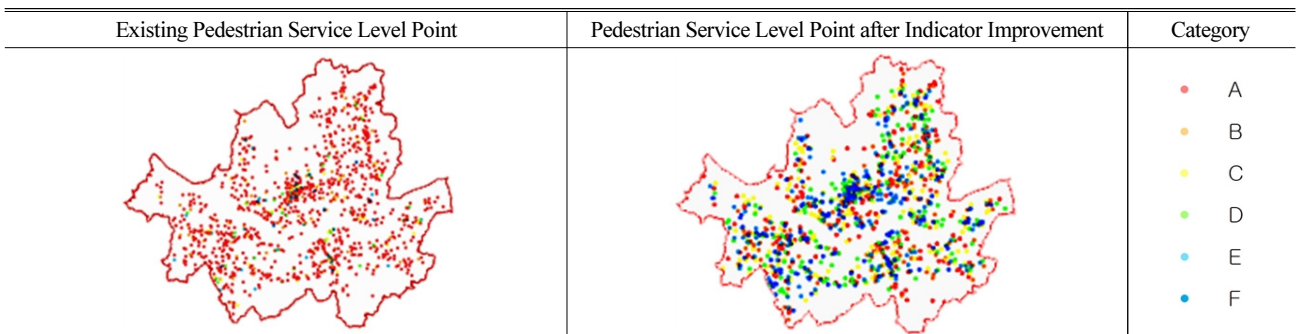 Existing Pedestrian Service Level Point
Pedestrian Service Level Point after Indicator Improvement
Category
A
B
C
D
E
F